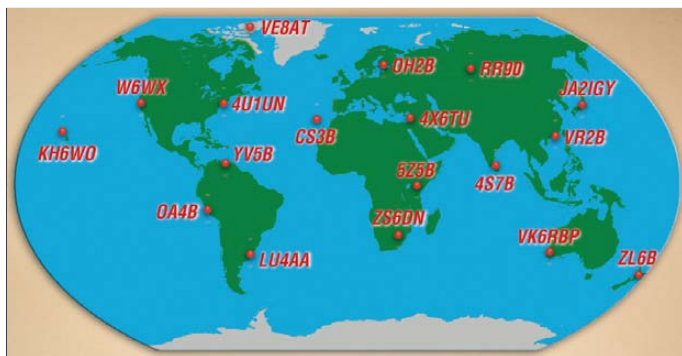 VE8AT
OH2B
RR9O
W6WX
4U1UN
JA2IGY
CS3B
4X6TU
VR2B
KH6WO
YV5B
5Z5B
4S7B
OA4B
ZS6DN
VK6RBP
LU4AA
ZL6B